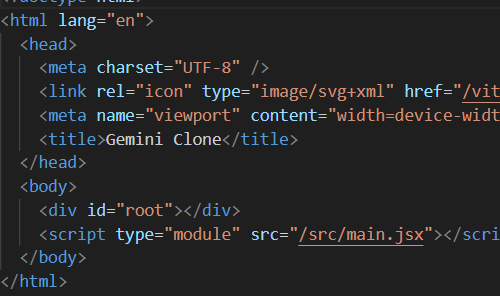 <!doctype html>
<html lang="en">
<head>
<meta charset="UTF-8" />
<link rel="icon" type="image/svg+xml" href="/vit
<meta name="viewport" content="width=device-widt
<title>Gemini Clone</title>
</head>
<body>
<div id="root"></div>
<script type="module" src="/src/main.jsx"></scri
</body>
</html>